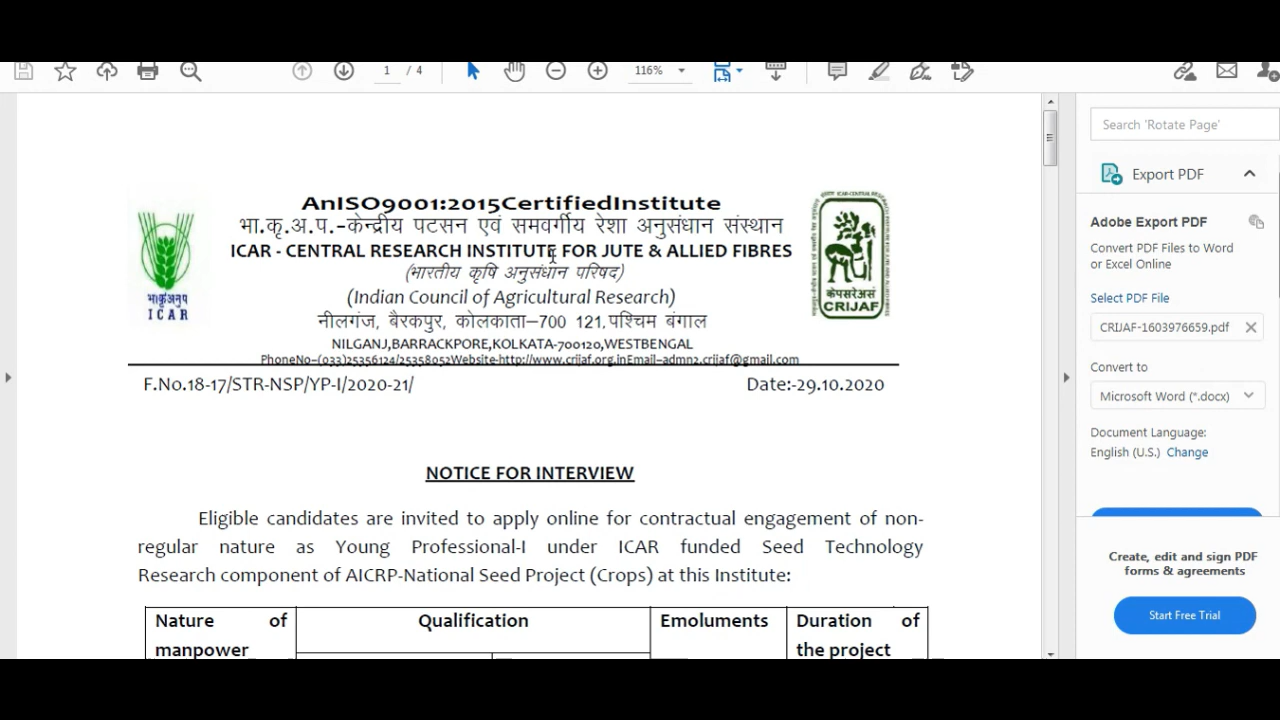 1 / 4
116%
AnISO9001:2015CertifiedInstitute
भा.कृ.अ.प.-केन्द्रीय पटसन एवं समवर्गीय रेशा अनुसंधान संस्थान
ICAR - CENTRAL RESEARCH INSTITUTE FOR JUTE & ALLIED FIBRES
(भारतीय कृषि अनुसंधान परिषद)
(Indian Council of Agricultural Research)
नीलगंज, बैरकपुर, कोलकाता–700 121,पश्चिम बंगाल
NILGANJ,BARRACKPORE,KOLKATA-700120,WESTBENGAL
PhoneNo–(033)25356124/25358052Website-http://www.crijaf.org.inEmail–admn2.crijaf@gmail.com
भाकृअनुप
ICAR
केपसरेअसं
CRIJAF
F.No.18-17/STR-NSP/YP-I/2020-21/ Date:-29.10.2020
NOTICE FOR INTERVIEW
Eligible candidates are invited to apply online for contractual engagement of non-
regular nature as Young Professional-I under ICAR funded Seed Technology
Research component of AICRP-National Seed Project (Crops) at this Institute:
Nature of
manpower
Qualification
Emoluments
Duration of
the project
Search 'Rotate Page'
Export PDF
Adobe Export PDF
Convert PDF Files to Word
or Excel Online
Select PDF File
CRIJAF-1603976659.pdf
Convert to
Microsoft Word (*.docx)
Document Language:
English (U.S.) Change
Create, edit and sign PDF
forms & agreements
Start Free Trial